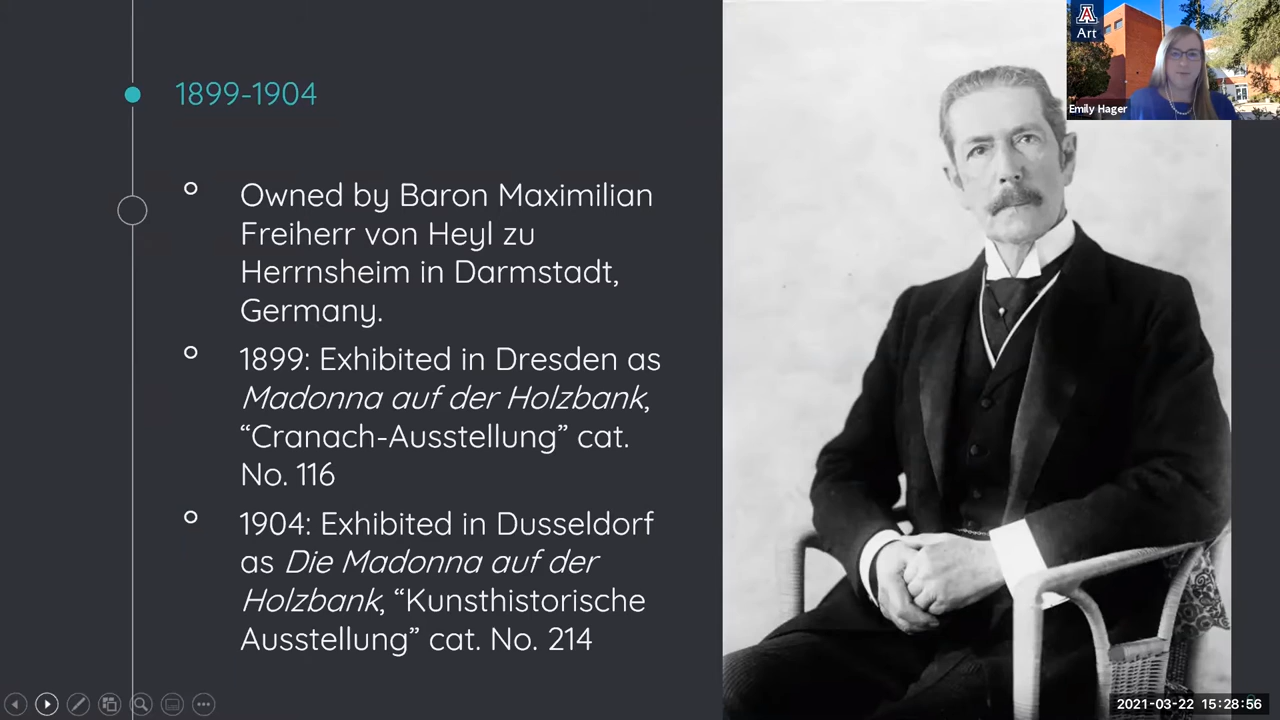 1899-1904
Owned by Baron Maximilian
Freiherr von Heyl zu
Herrnsheim in Darmstadt,
Germany.
1899: Exhibited in Dresden as
Madonna auf der Holzbank,
“Cranach-Ausstellung” cat.
No. 116
1904: Exhibited in Dusseldorf
as Die Madonna auf der
Holzbank, “Kunsthistorische
Ausstellung” cat. No. 214
A
Art
Emily Hager
2021-03-22 15:28:56